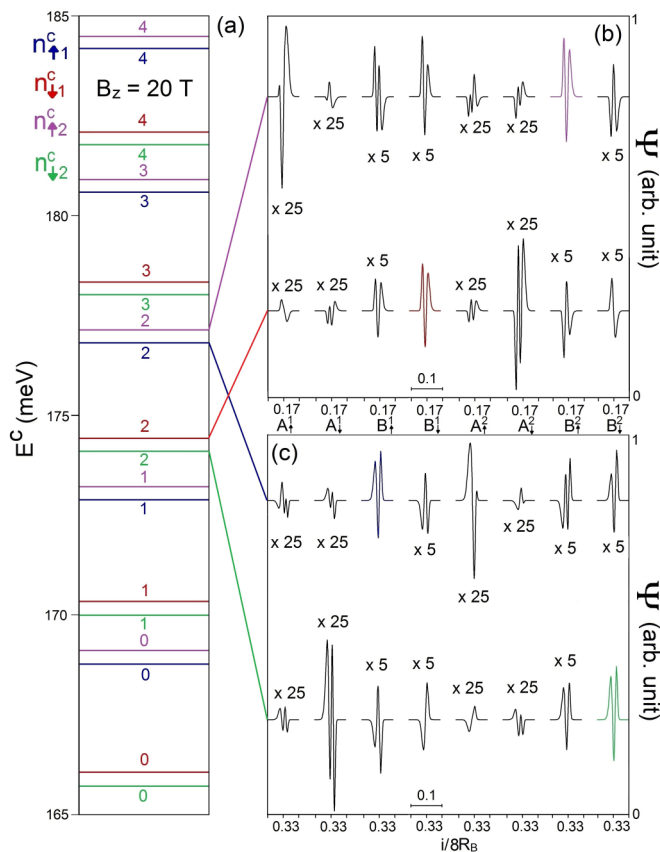 185
180
175
170
165
E^c (meV)
(a)
B_z = 20 T
n^c_↑1
n^c_↓1
n^c_↑2
n^c_↓2
4
4
4
4
3
3
3
3
2
2
2
2
1
1
1
1
0
0
0
0
(b)
x 25
x 25
x 5
x 5
x 25
x 25
x 5
x 25
x 25
x 25
x 5
x 25
x 5
x 5
0.1
1
Ψ (arb. unit)
0
0.17 0.17 0.17 0.17 0.17 0.17 0.17 0.17
A^1_↑ A^1_↓ B^1_↑ B^1_↓ A^2_↑ A^2_↓ B^2_↑ B^2_↓
(c)
x 25
x 25
x 5
x 25
x 25
x 5
x 5
x 25
x 25
x 5
x 5
x 25
x 25
x 5
0.1
1
Ψ (arb. unit)
0
0.33 0.33 0.33 0.33 0.33 0.33 0.33 0.33
i/8R_B